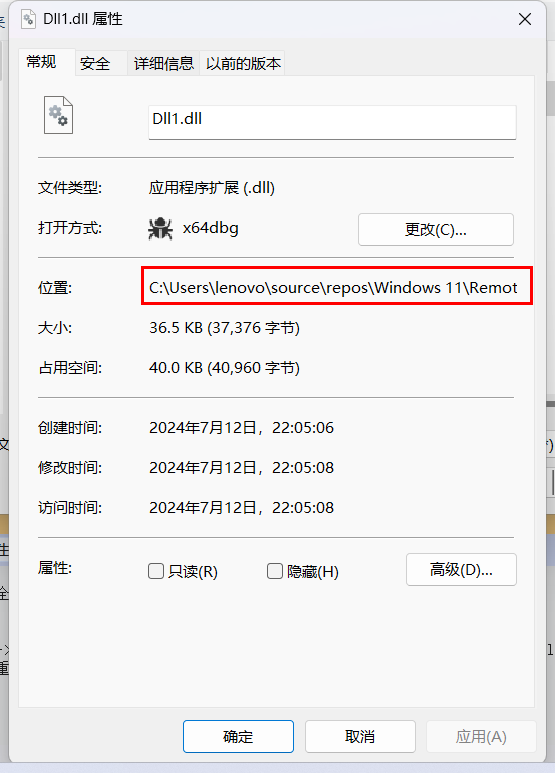 Dll1.dll 属性
常规 安全 详细信息 以前的版本
Dll1.dll
文件类型: 应用程序扩展 (.dll)
打开方式: x64dbg 更改(C)...
位置: C:\Users\lenovo\source\repos\Windows 11\Remot
大小: 36.5 KB (37,376 字节)
占用空间: 40.0 KB (40,960 字节)
创建时间: 2024年7月12日，22:05:06
修改时间: 2024年7月12日，22:05:08
访问时间: 2024年7月12日，22:05:08
属性: 只读(R) 隐藏(H) 高级(D)...
确定 取消 应用(A)